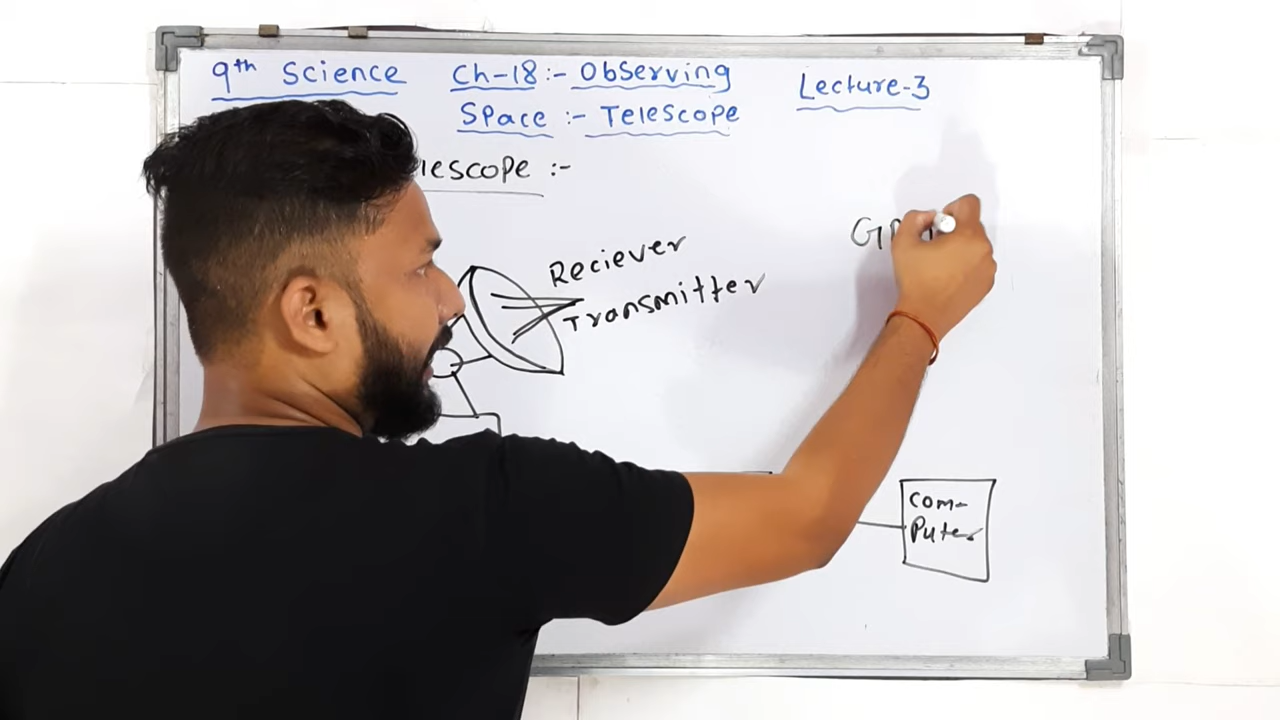 9th Science Ch-18:- Observing Lecture-3
Space :- Telescope
lescope :-
Reciever
Transmitter
Com-
Puter